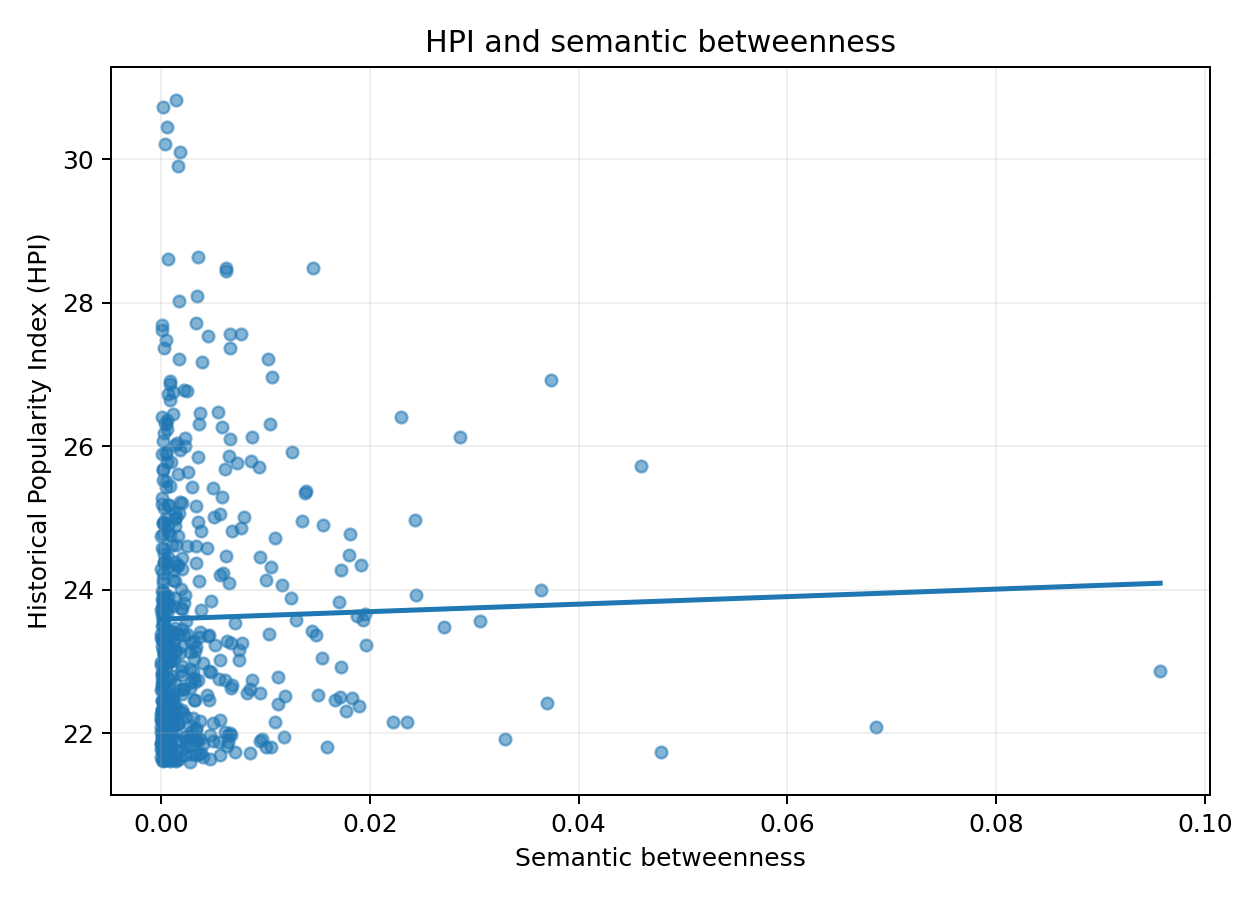 HPI and semantic betweenness
Historical Popularity Index (HPI)
30
28
26
24
22
0.00 0.02 0.04 0.06 0.08 0.10
Semantic betweenness